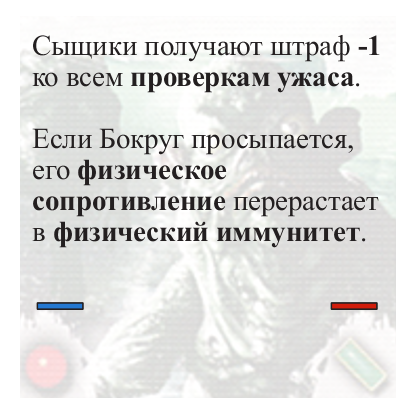 Сыщики получают штраф -1
ко всем проверкам ужаса.
Если Бокруг просыпается,
его физическое
сопротивление перерастает
в физический иммунитет.